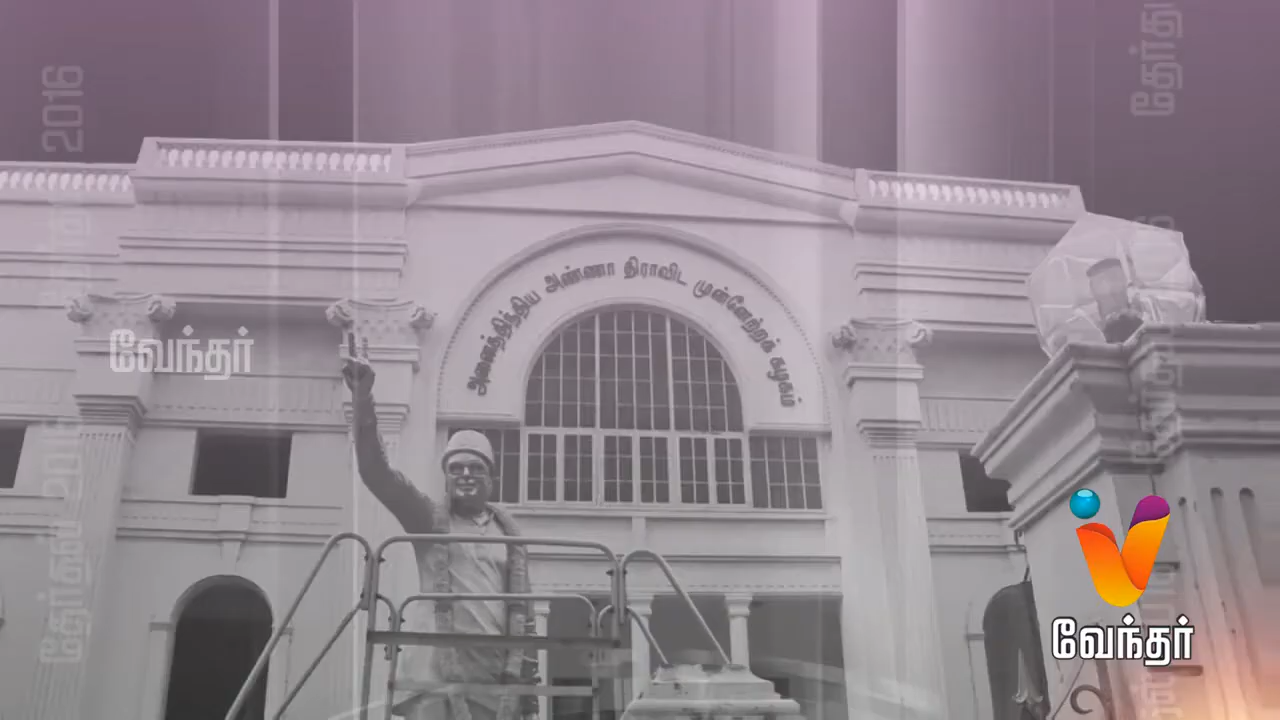 அனைத்திந்திய அண்ணா திராவிட முன்னேற்றக் கழகம்
வேந்தர்
வேந்தர்
2016